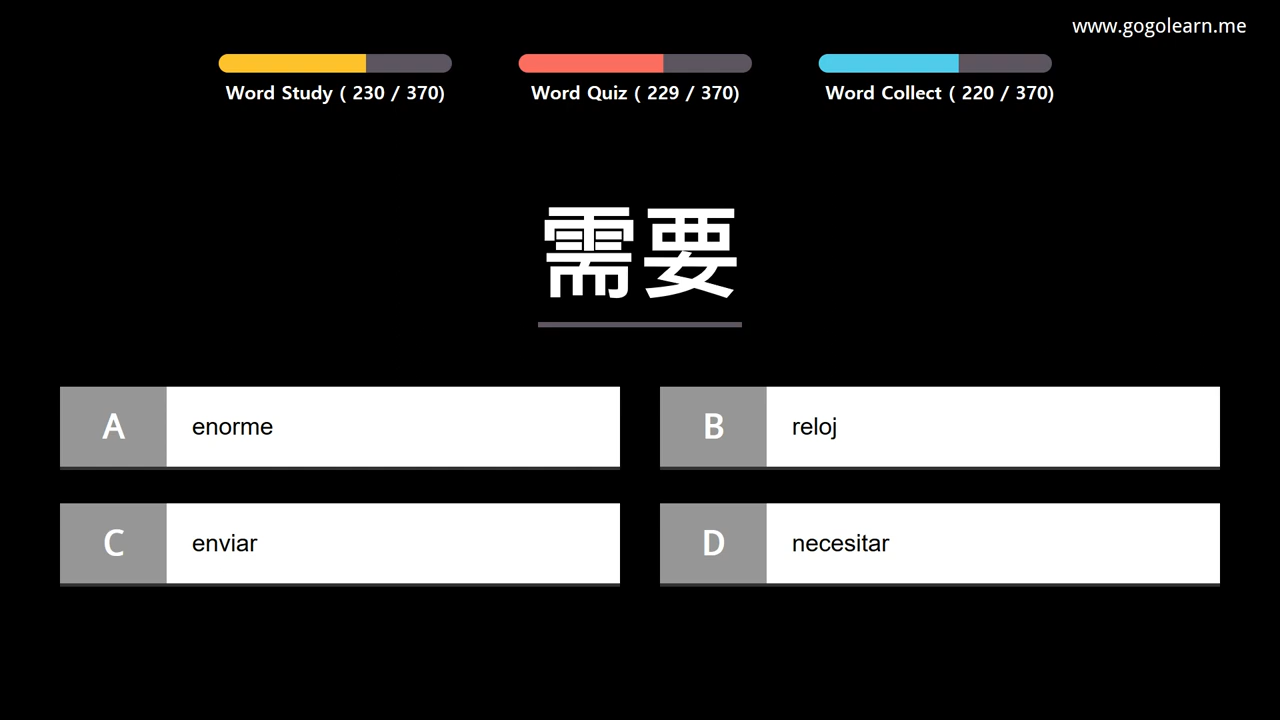 www.gogolearn.me
Word Study ( 230 / 370)
Word Quiz ( 229 / 370)
Word Collect ( 220 / 370)
需要
A enorme
B reloj
C enviar
D necesitar